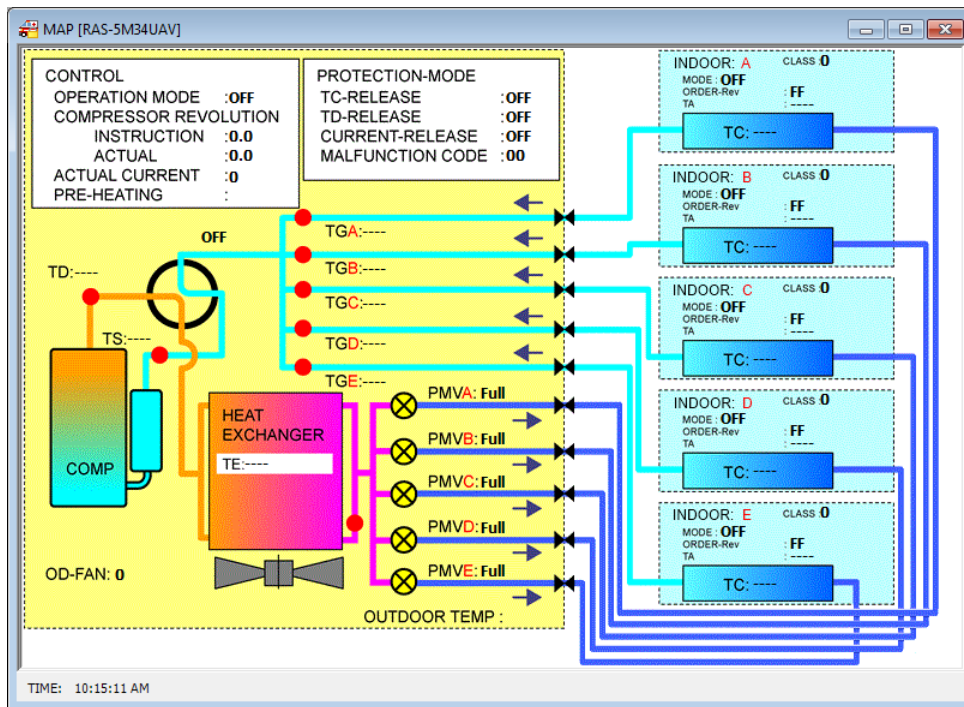 MAP [RAS-5M34UAV]
CONTROL
OPERATION MODE :OFF
COMPRESSOR REVOLUTION
INSTRUCTION :0.0
ACTUAL :0.0
ACTUAL CURRENT :0
PRE-HEATING :
PROTECTION-MODE
TC-RELEASE :OFF
TD-RELEASE :OFF
CURRENT-RELEASE :OFF
MALFUNCTION CODE :00
INDOOR: A CLASS :0
MODE : OFF
ORDER-Rev : FF
TA : ----
TC: ----
INDOOR: B CLASS :0
MODE : OFF
ORDER-Rev : FF
TA : ----
TC: ----
INDOOR: C CLASS :0
MODE : OFF
ORDER-Rev : FF
TA : ----
TC: ----
INDOOR: D CLASS :0
MODE : OFF
ORDER-Rev : FF
TA : ----
TC: ----
INDOOR: E CLASS :0
MODE : OFF
ORDER-Rev : FF
TA : ----
TC: ----
OFF
TGA:----
TGB:----
TGC:----
TGD:----
TGE:----
TD:----
TS:----
COMP
HEAT
EXCHANGER
TE:----
PMVA: Full
PMVB: Full
PMVC: Full
PMVD: Full
PMVE: Full
OD-FAN: 0
OUTDOOR TEMP :
TIME: 10:15:11 AM